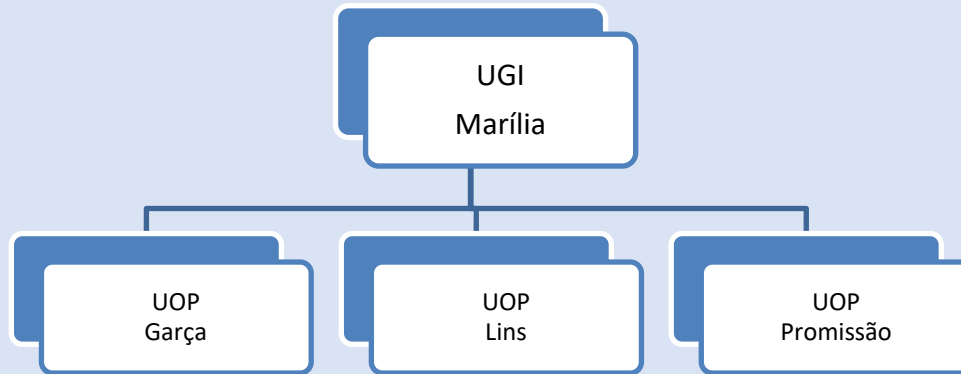 UGI
Marília
UOP
Garça
UOP
Lins
UOP
Promissão